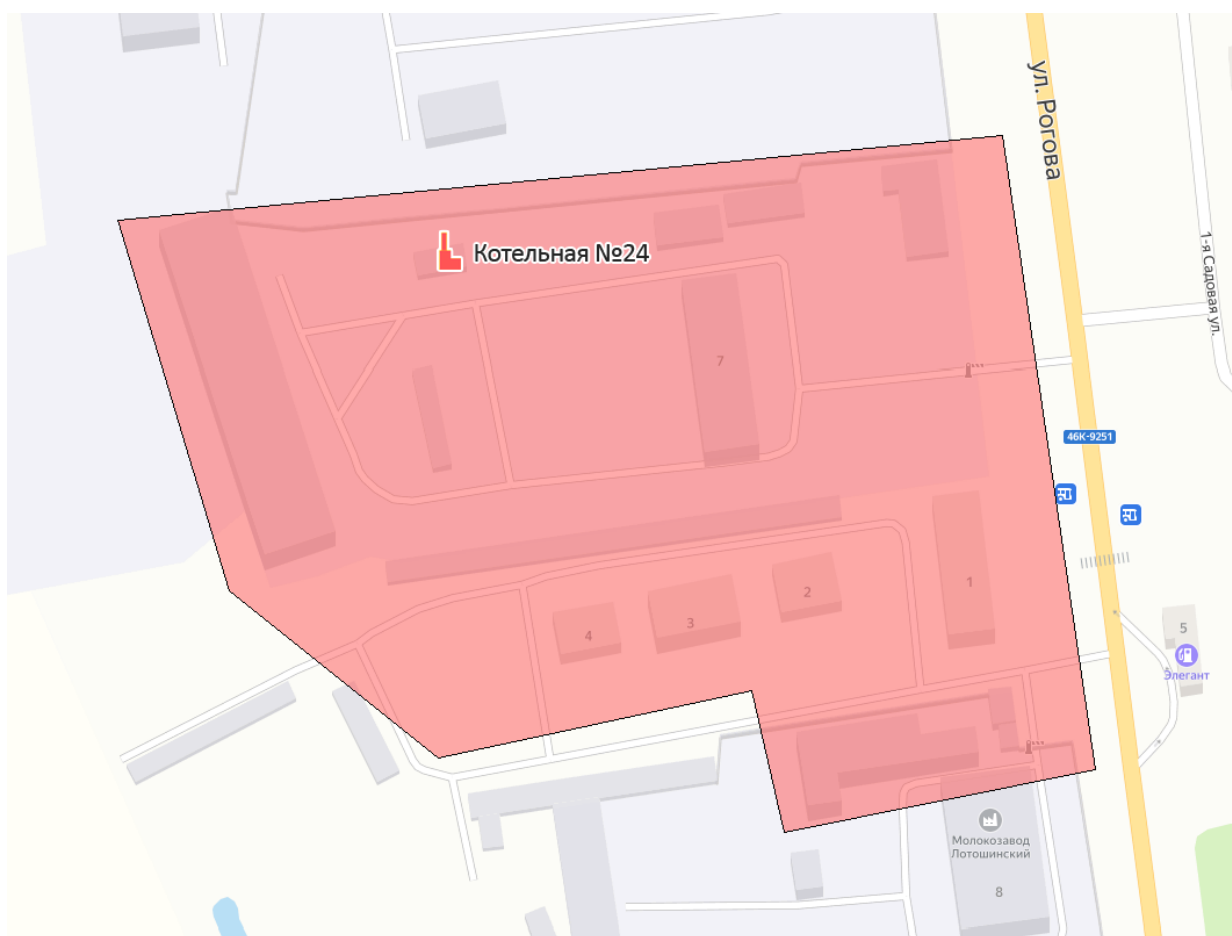 ул. Рогова
1-я Садовая ул.
Котельная №24
7
46К-9251
1
2
3
4
5
Элегант
Молокозавод
Лотошинский
8